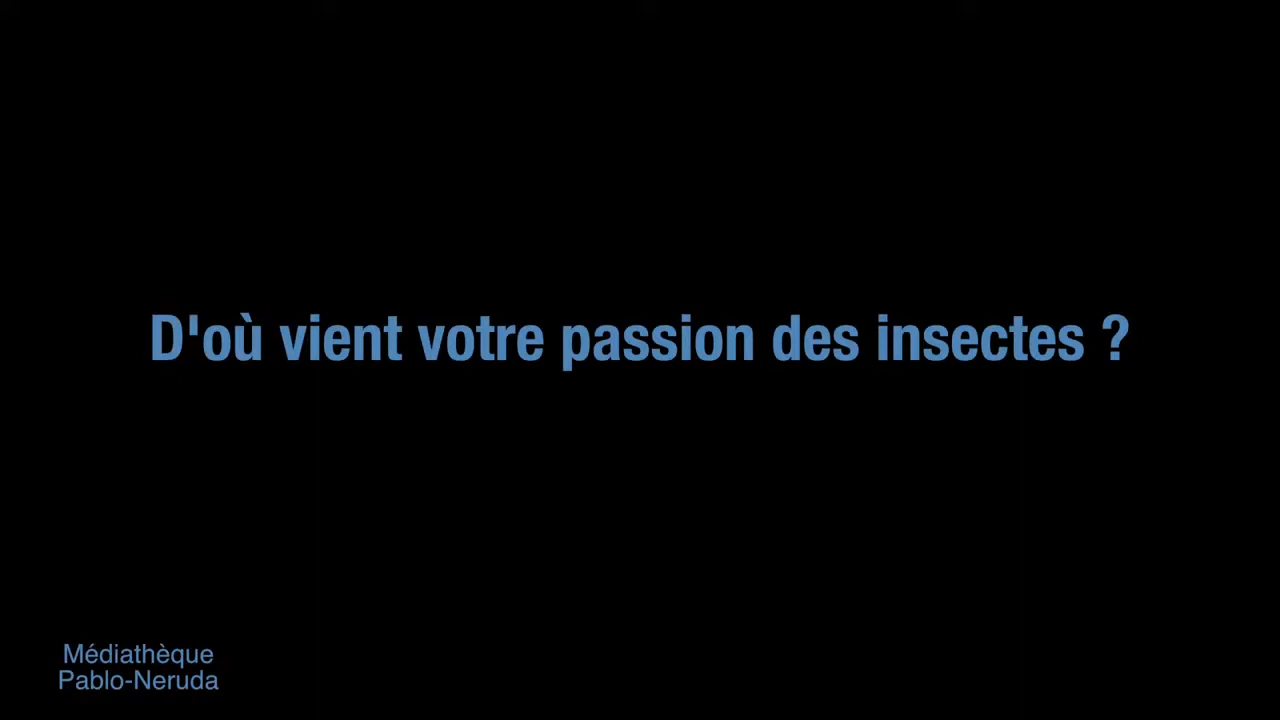 D'où vient votre passion des insectes ?
Médiathèque
Pablo-Neruda